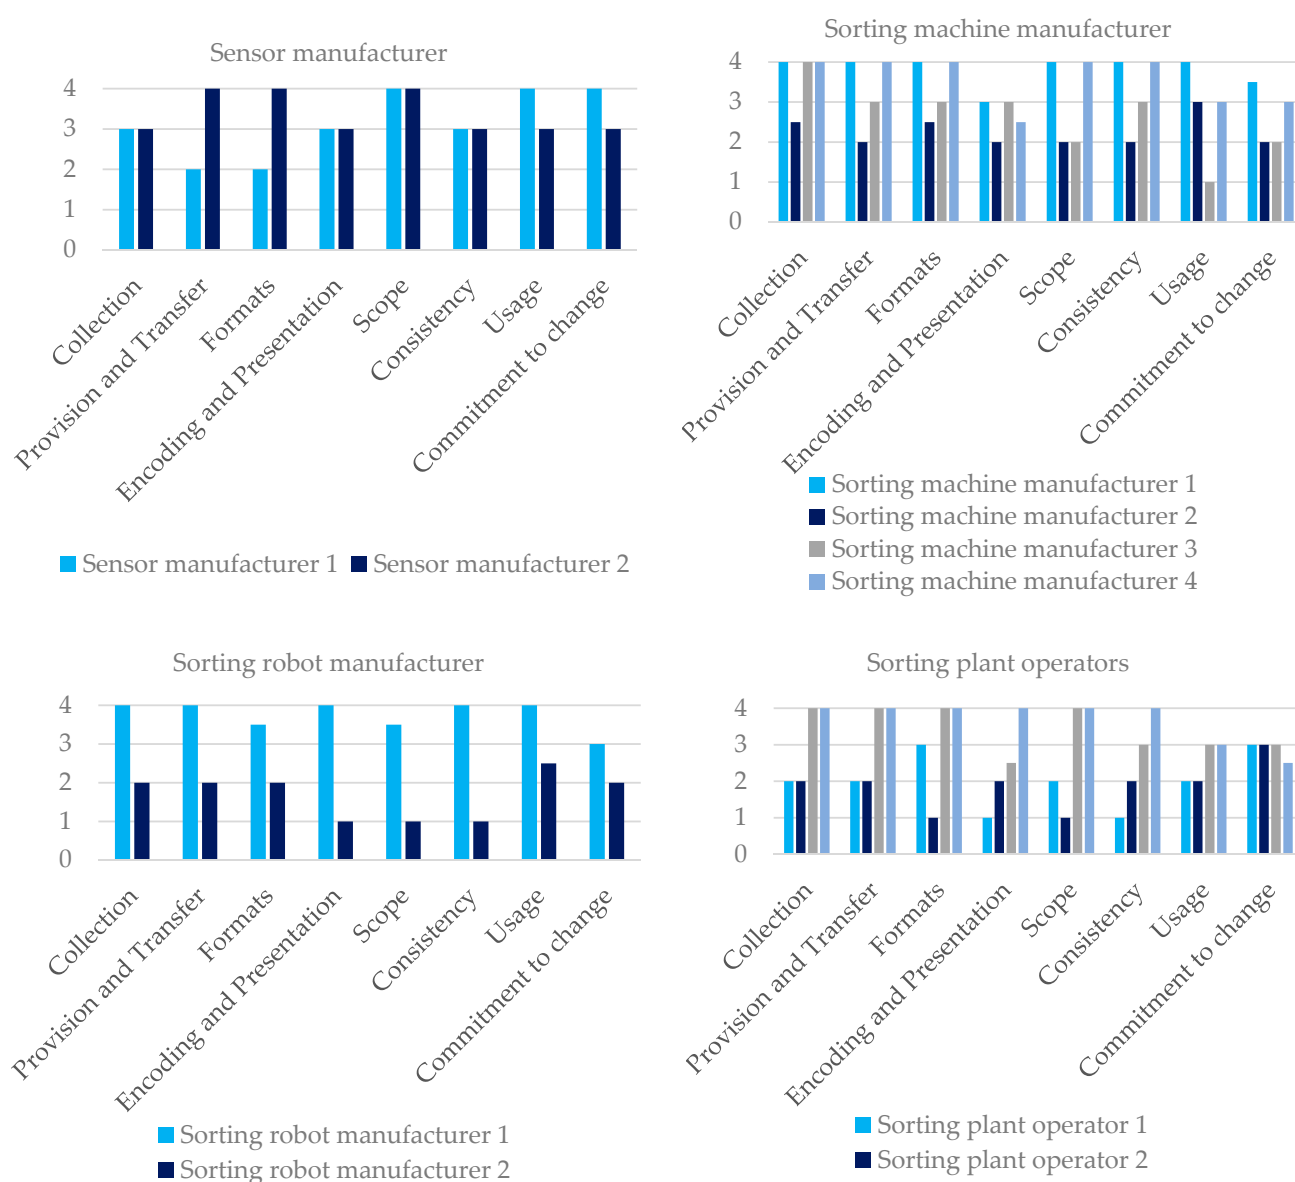 Sensor manufacturer
4
3
2
1
0
Collection
Provision and Transfer
Formats
Encoding and Presentation
Scope
Consistency
Usage
Commitment to change
Sensor manufacturer 1 Sensor manufacturer 2
Sorting machine manufacturer
4
3
2
1
0
Collection
Provision and Transfer
Formats
Encoding and Presentation
Scope
Consistency
Usage
Commitment to change
Sorting machine manufacturer 1
Sorting machine manufacturer 2
Sorting machine manufacturer 3
Sorting machine manufacturer 4
Sorting robot manufacturer
4
3
2
1
0
Collection
Provision and Transfer
Formats
Encoding and Presentation
Scope
Consistency
Usage
Commitment to change
Sorting robot manufacturer 1
Sorting robot manufacturer 2
Sorting plant operators
4
3
2
1
0
Collection
Provision and Transfer
Formats
Encoding and Presentation
Scope
Consistency
Usage
Commitment to change
Sorting plant operator 1
Sorting plant operator 2